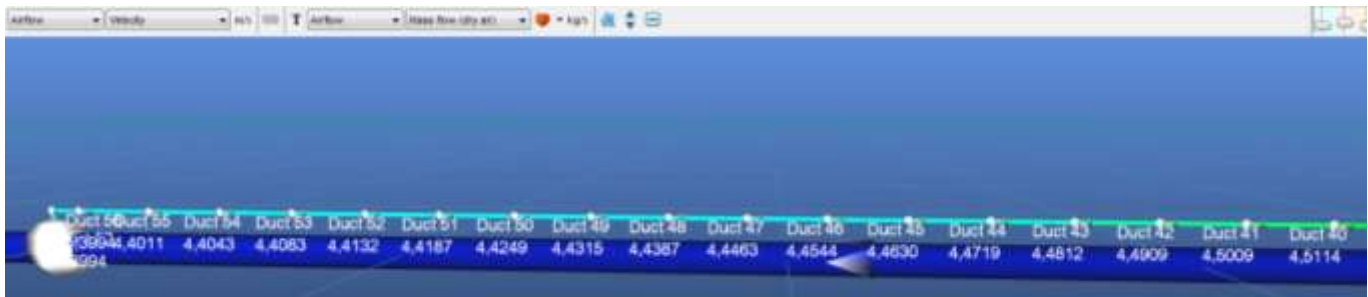 Airflow Velocity m/s T Airflow Mass flow (dry air) kg/s
Duct 56 Duct 55 Duct 54 Duct 53 Duct 52 Duct 51 Duct 50 Duct 49 Duct 48 Duct 47 Duct 46 Duct 45 Duct 44 Duct 43 Duct 42 Duct 41 Duct 40
4,4011 4,4043 4,4083 4,4132 4,4187 4,4249 4,4315 4,4387 4,4463 4,4544 4,4630 4,4719 4,4812 4,4909 4,5009 4,5114